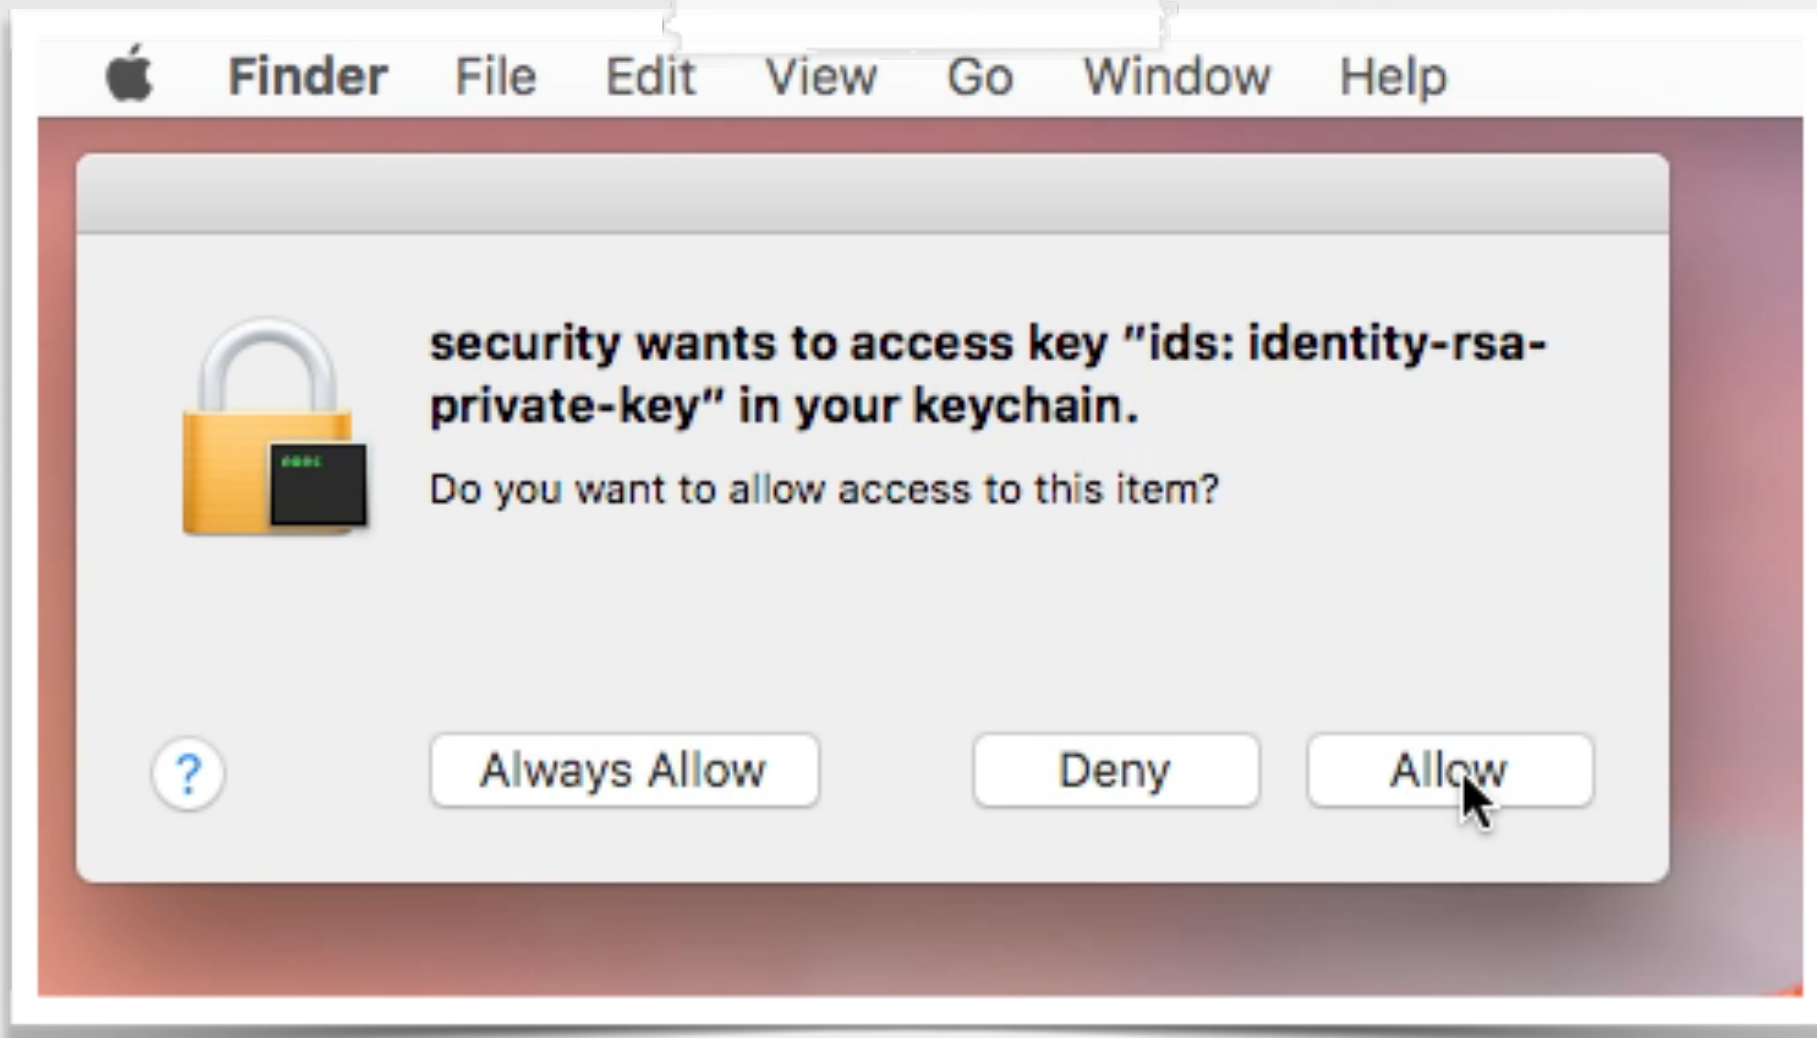 Finder File Edit View Go Window Help
security wants to access key "ids: identity-rsa-
private-key" in your keychain.
Do you want to allow access to this item?
? Always Allow Deny Allow